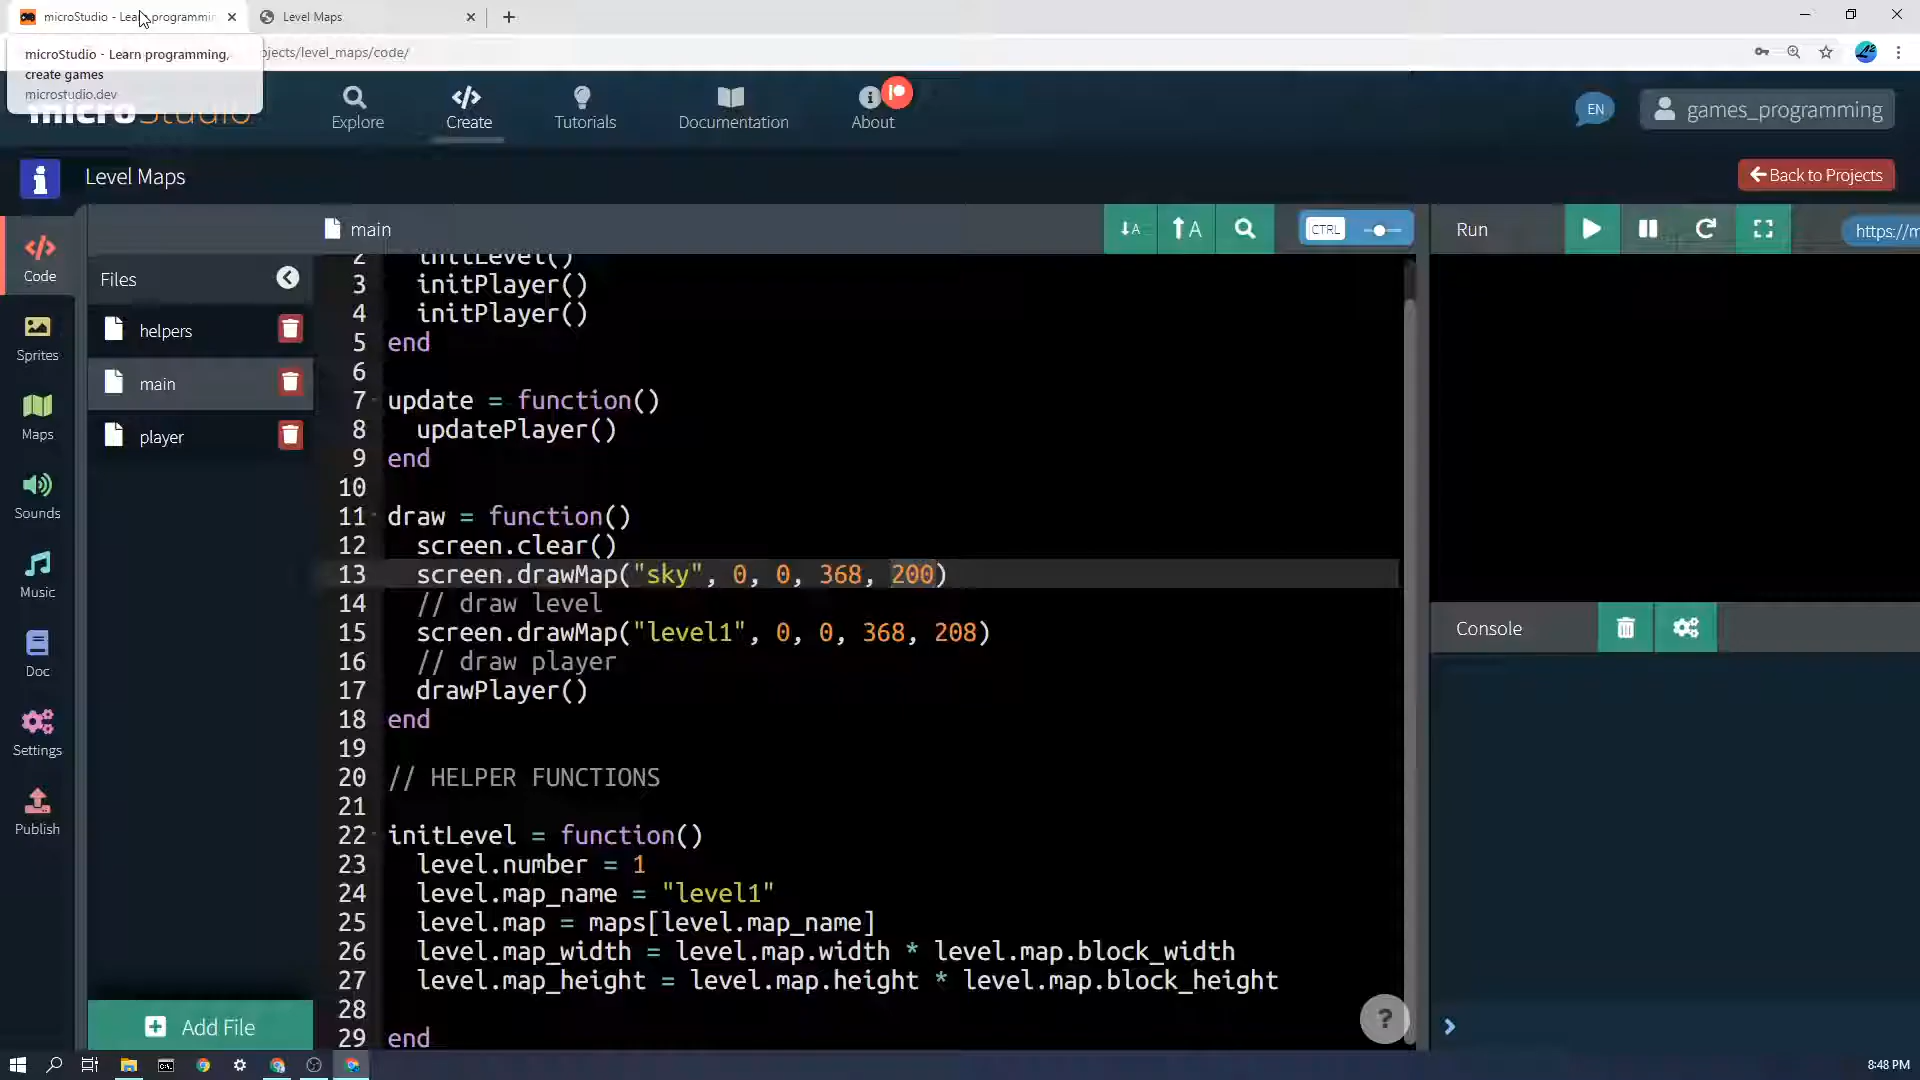 microStudio - Learn programmin
Level Maps
microStudio - Learn programming,
create games
microstudio.dev
ojects/level_maps/code/
microStudio
Explore
Create
Tutorials
Documentation
About
EN
games_programming
Level Maps
Back to Projects
Code
Sprites
Maps
Sounds
Music
Doc
Settings
Publish
Files
helpers
main
player
Add File
main
A
A
CTRL
2 initLevel()
3 initPlayer()
4 initPlayer()
5 end
6
7 update = function()
8 updatePlayer()
9 end
10
11 draw = function()
12 screen.clear()
13 screen.drawMap("sky", 0, 0, 368, 200)
14 // draw level
15 screen.drawMap("level1", 0, 0, 368, 208)
16 // draw player
17 drawPlayer()
18 end
19
20 // HELPER FUNCTIONS
21
22 initLevel = function()
23 level.number = 1
24 level.map_name = "level1"
25 level.map = maps[level.map_name]
26 level.map_width = level.map.width * level.map.block_width
27 level.map_height = level.map.height * level.map.block_height
28
29 end
?
Run
https://m
Console
8:48 PM